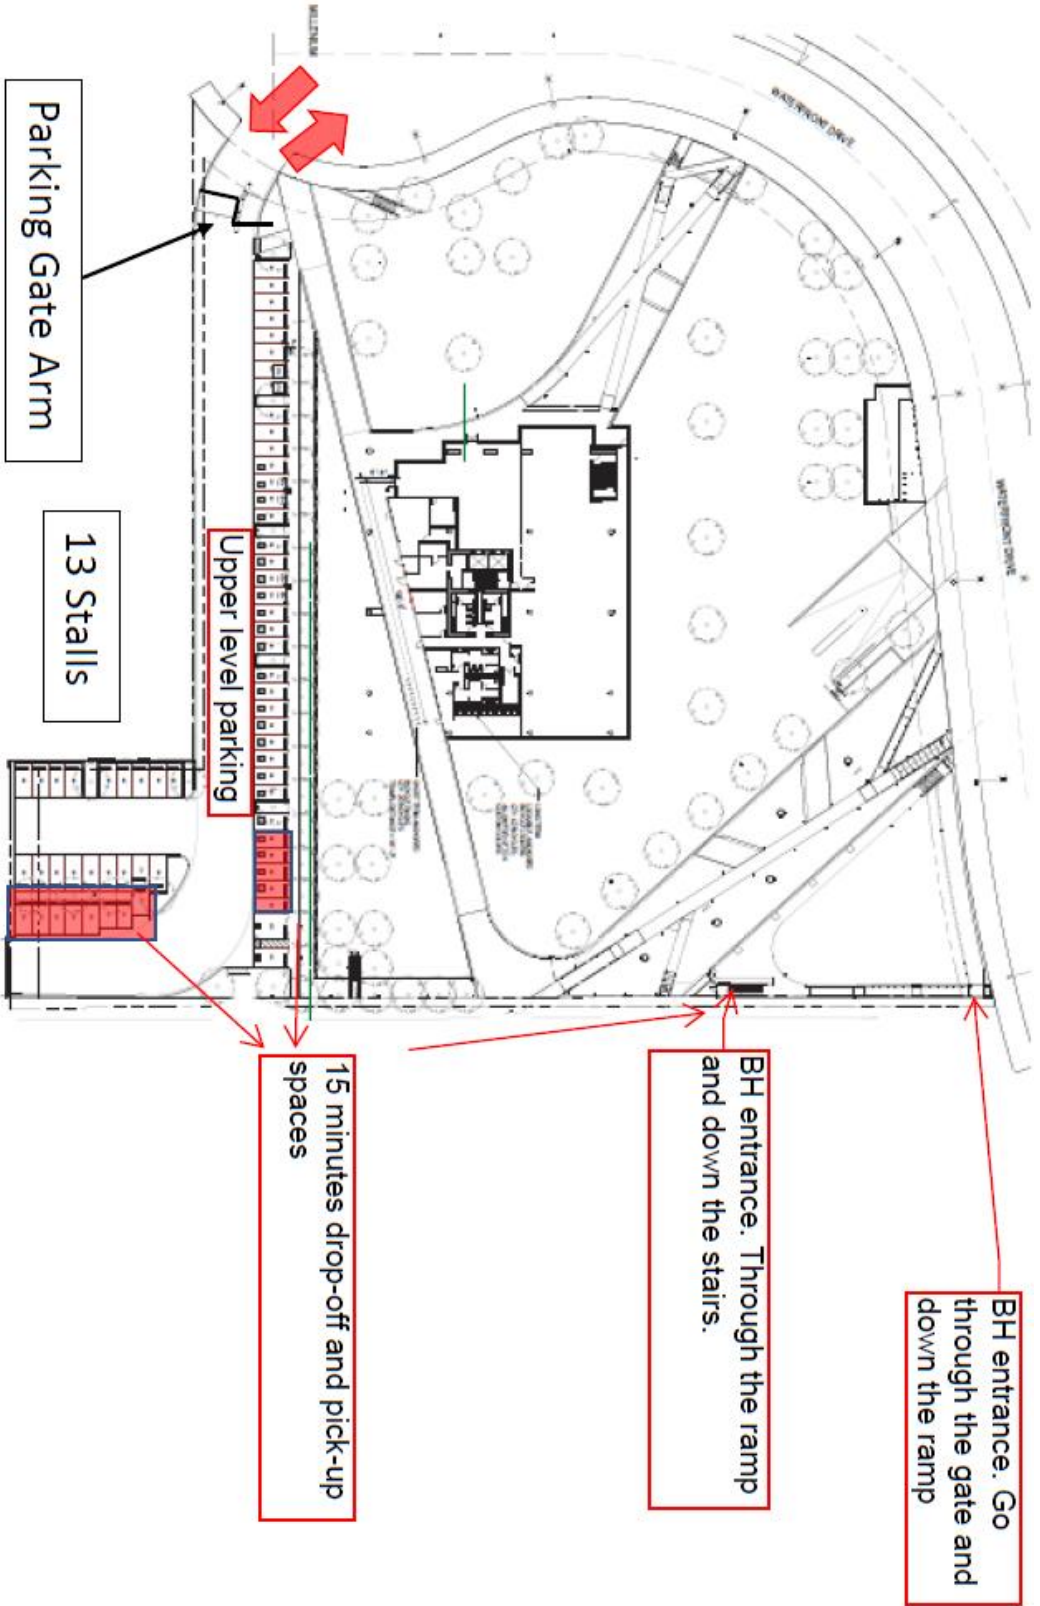 BH entrance. Go
through the gate and
down the ramp
BH entrance. Through the ramp
and down the stairs.
15 minutes drop-off and pick-up
spaces
Upper level parking
13 Stalls
Parking Gate Arm
WATERFRONT DRIVE
WATERFRONT DRIVE
MILLENIUM